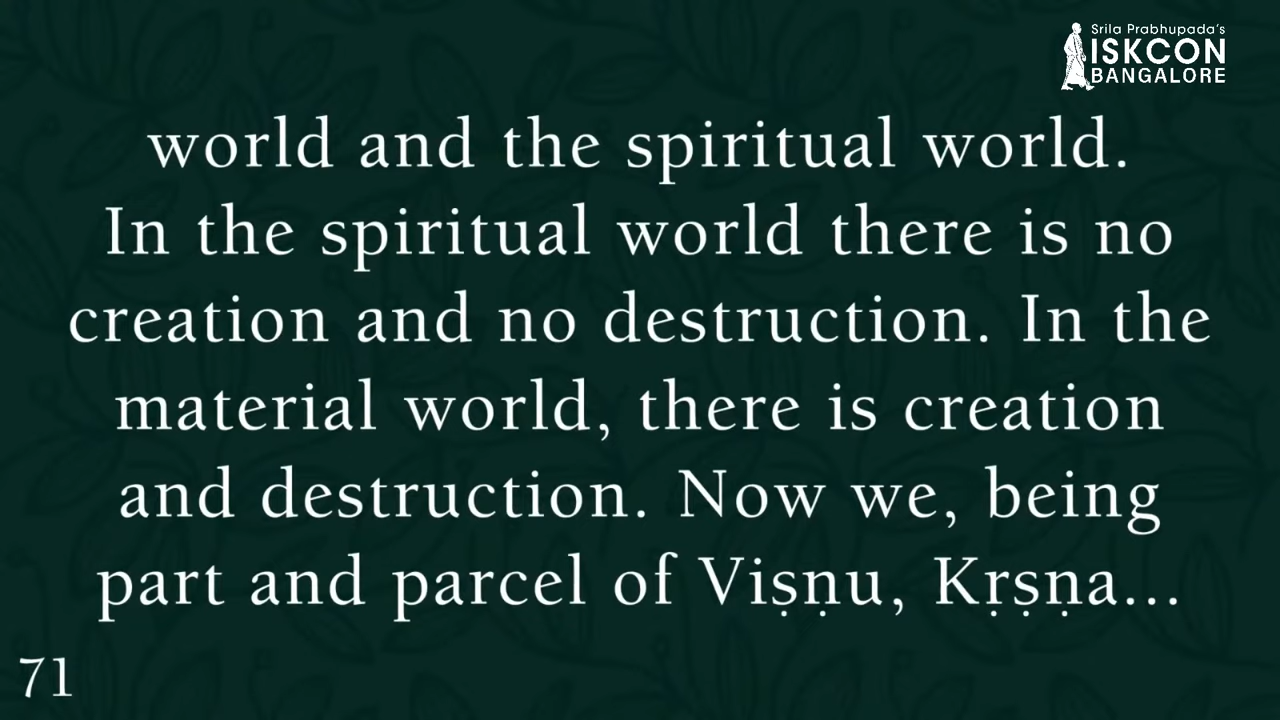 Srila Prabhupada's
ISKCON
BANGALORE
world and the spiritual world.
In the spiritual world there is no
creation and no destruction. In the
material world, there is creation
and destruction. Now we, being
part and parcel of Viṣṇu, Kṛṣṇa...
71